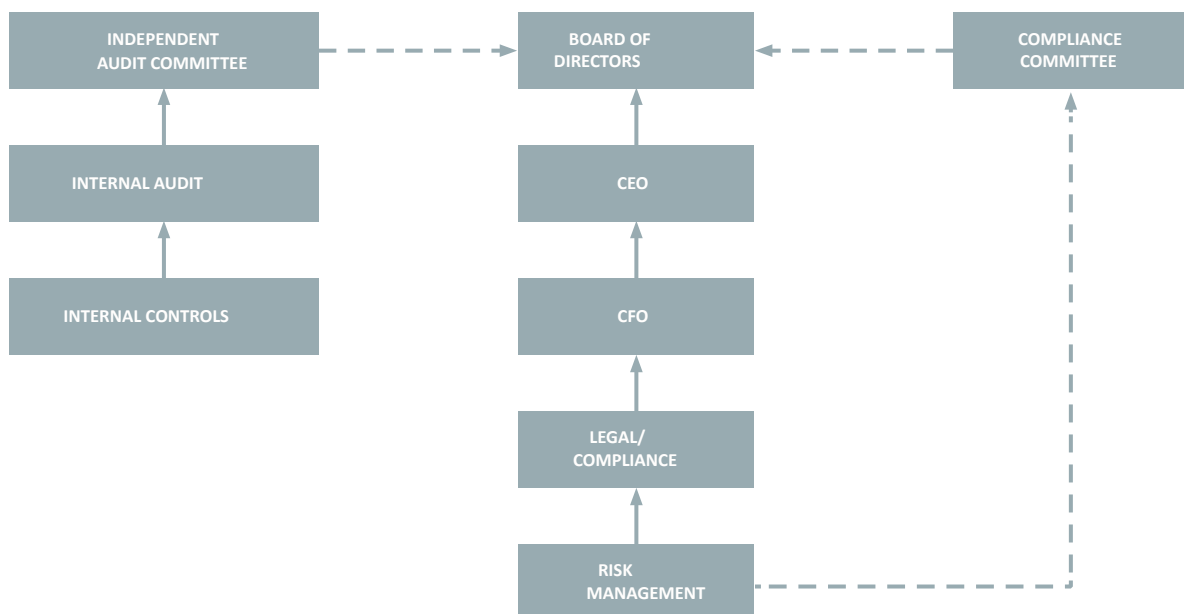 INDEPENDENT
AUDIT COMMITTEE
BOARD OF
DIRECTORS
COMPLIANCE
COMMITTEE
INTERNAL AUDIT
CEO
INTERNAL CONTROLS
CFO
LEGAL/
COMPLIANCE
RISK
MANAGEMENT